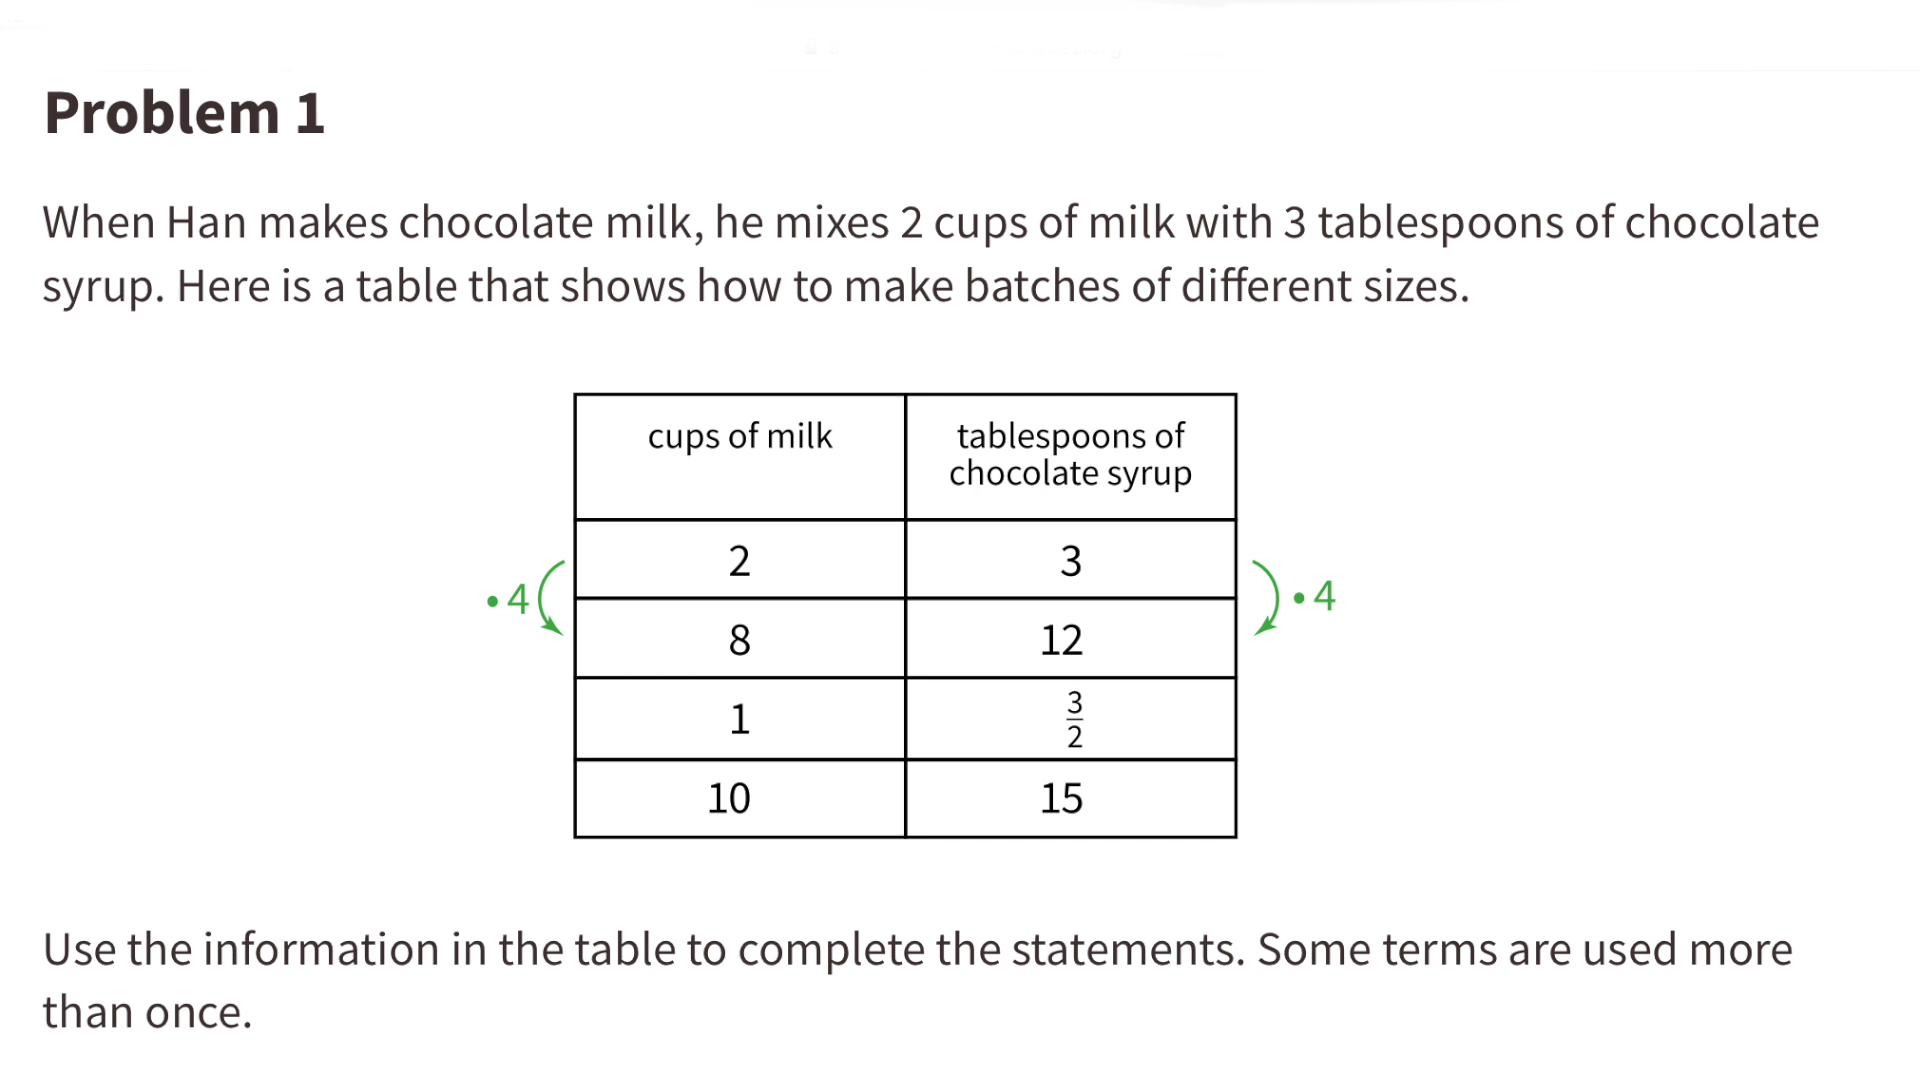 Problem 1
When Han makes chocolate milk, he mixes 2 cups of milk with 3 tablespoons of chocolate
syrup. Here is a table that shows how to make batches of different sizes.
cups of milk
tablespoons of
chocolate syrup
2
3
• 4
• 4
8
12
1
3/2
10
15
Use the information in the table to complete the statements. Some terms are used more
than once.